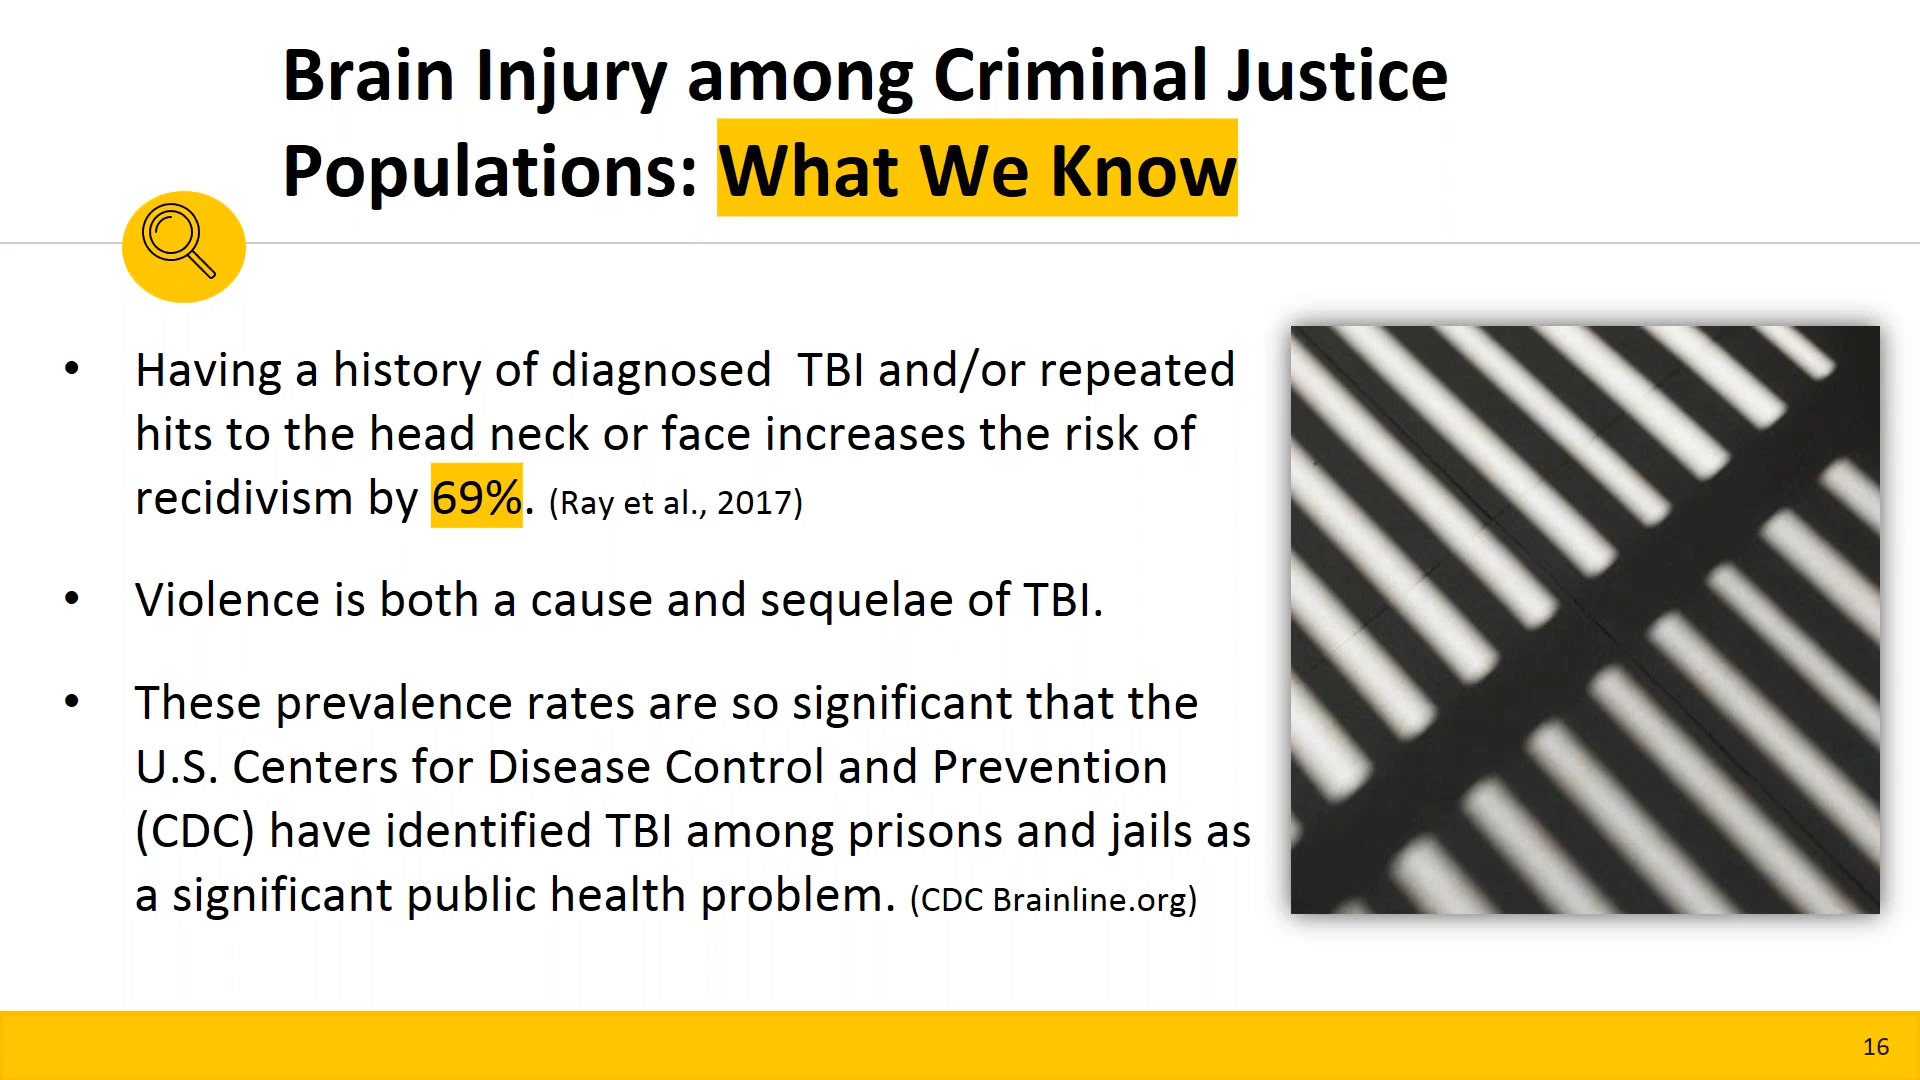 Brain Injury among Criminal Justice
Populations: What We Know
• Having a history of diagnosed  TBI and/or repeated
hits to the head neck or face increases the risk of
recidivism by 69%. (Ray et al., 2017)
• Violence is both a cause and sequelae of TBI.
• These prevalence rates are so significant that the
U.S. Centers for Disease Control and Prevention
(CDC) have identified TBI among prisons and jails as
a significant public health problem. (CDC Brainline.org)
16